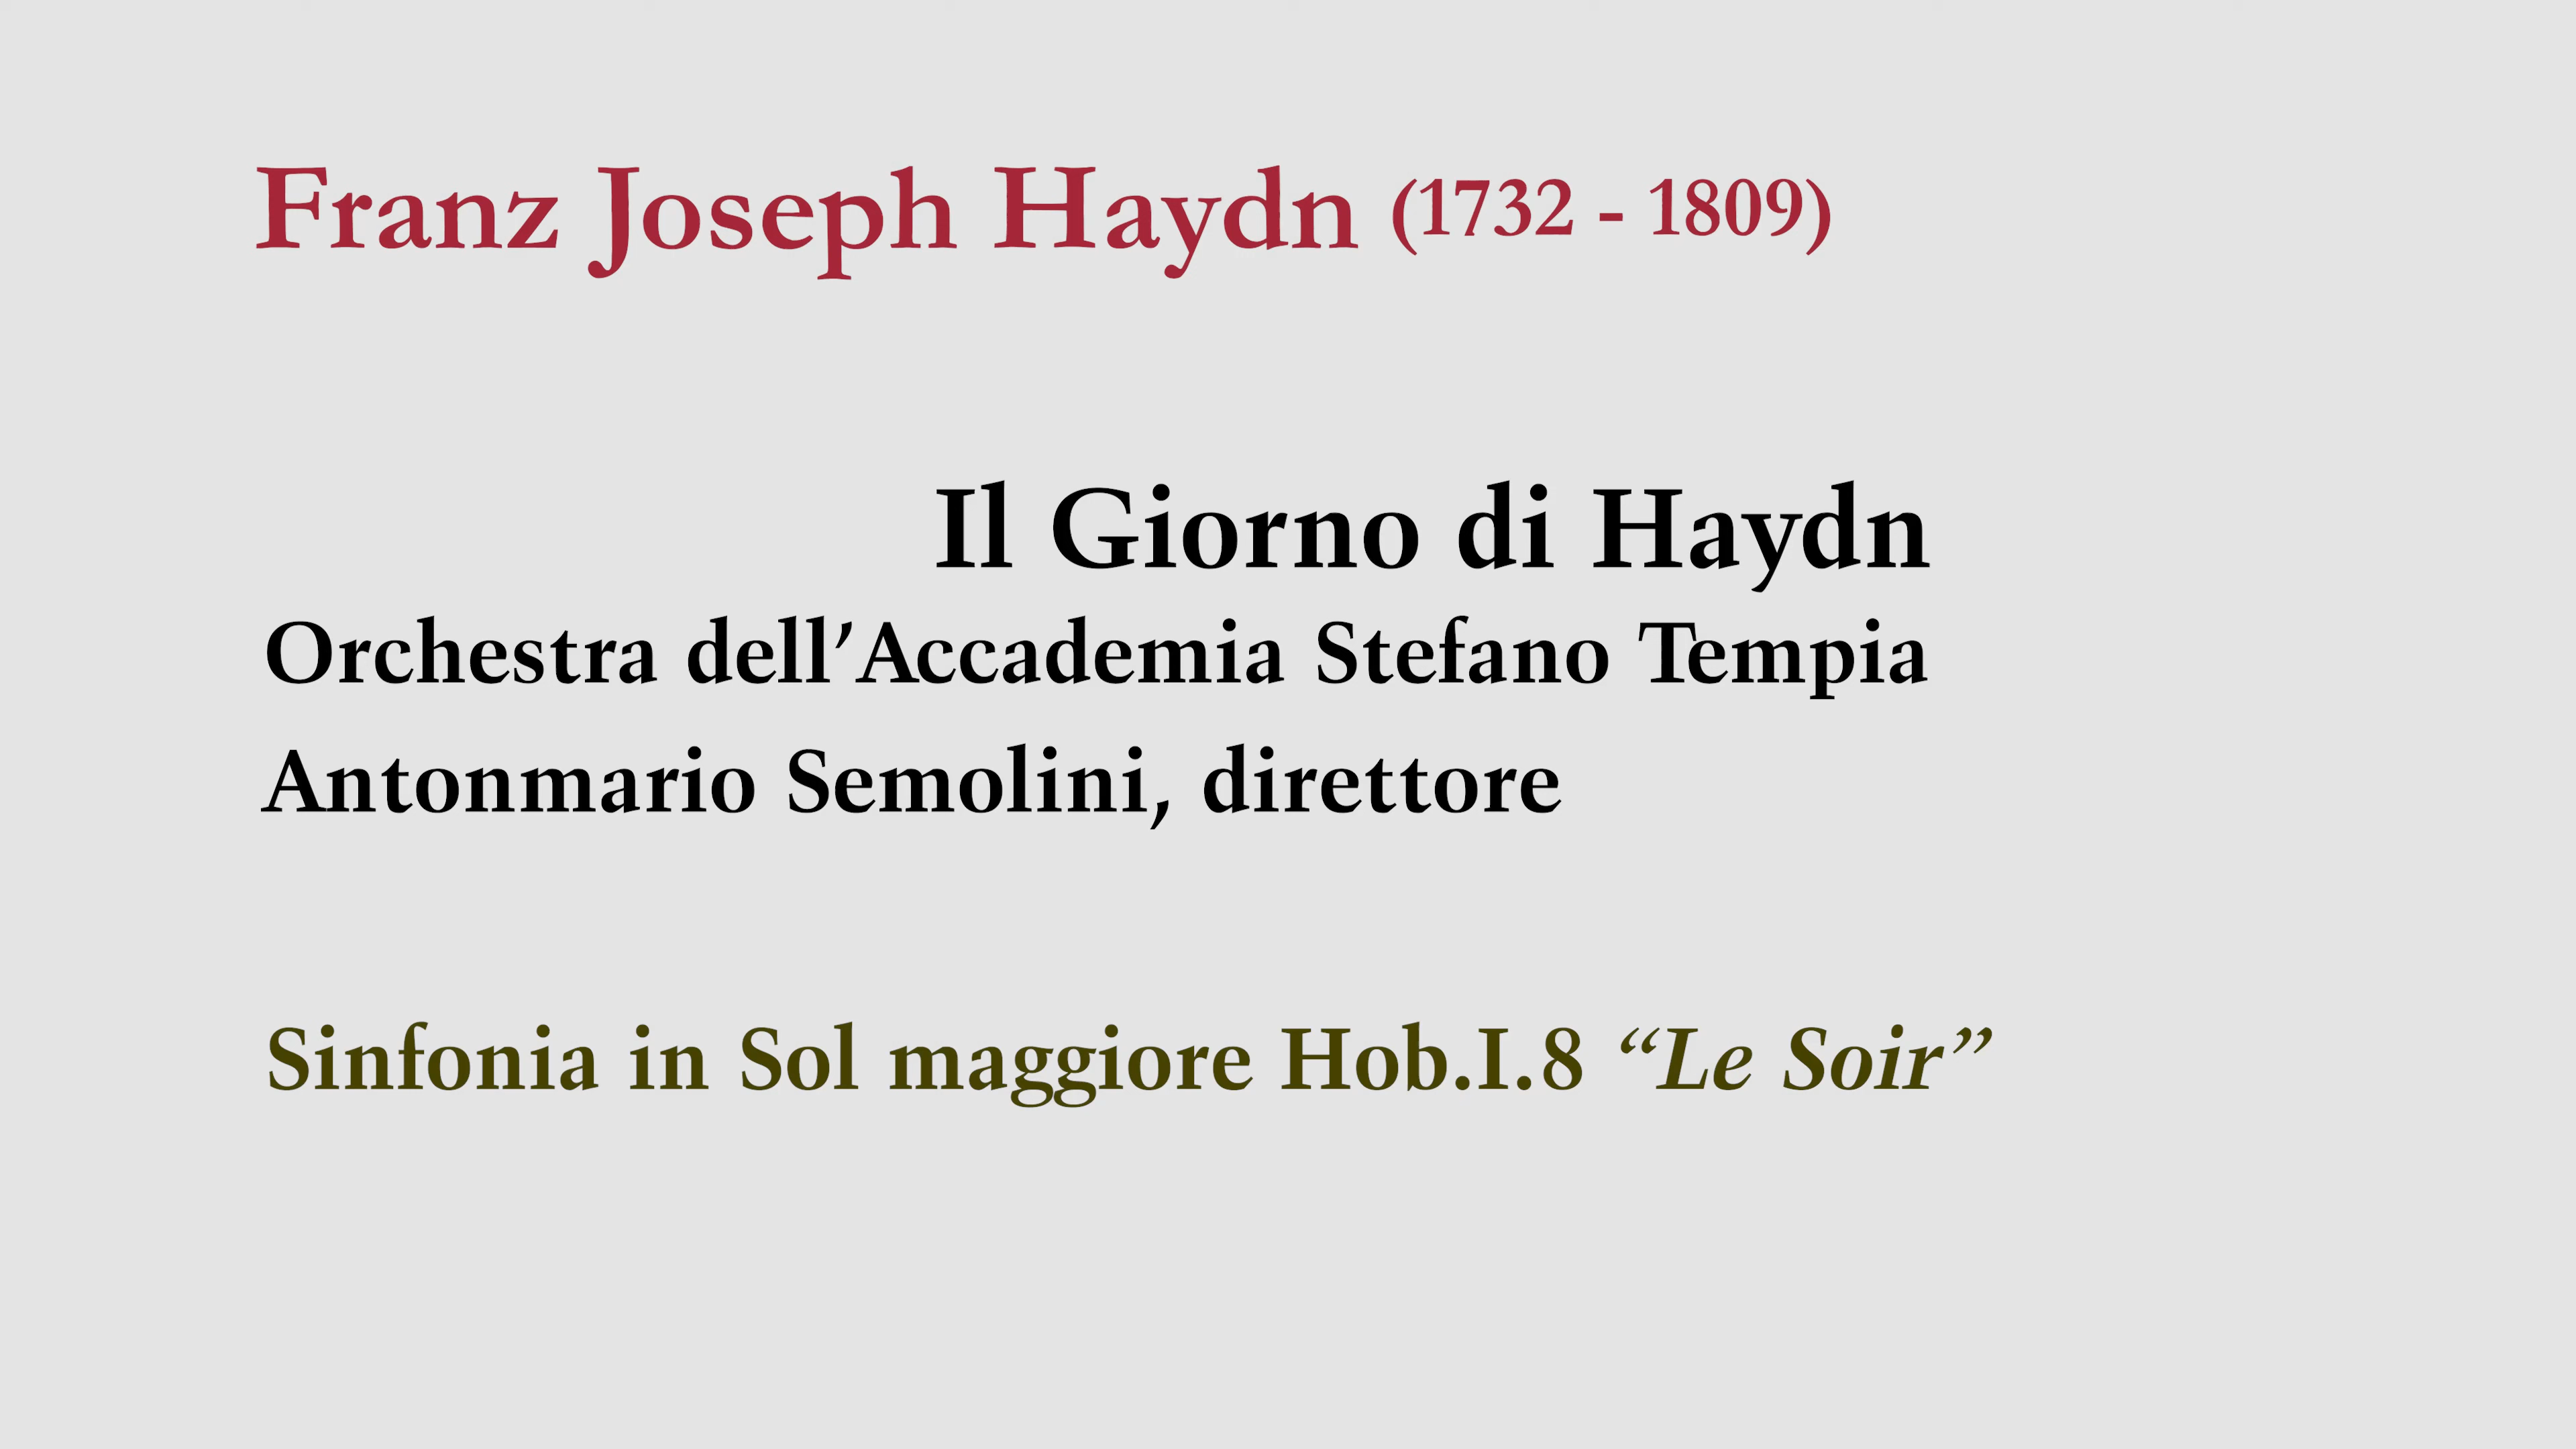 Franz Joseph Haydn (1732 - 1809)
Il Giorno di Haydn
Orchestra dell’Accademia Stefano Tempia
Antonmario Semolini, direttore
Sinfonia in Sol maggiore Hob.I.8 “Le Soir”